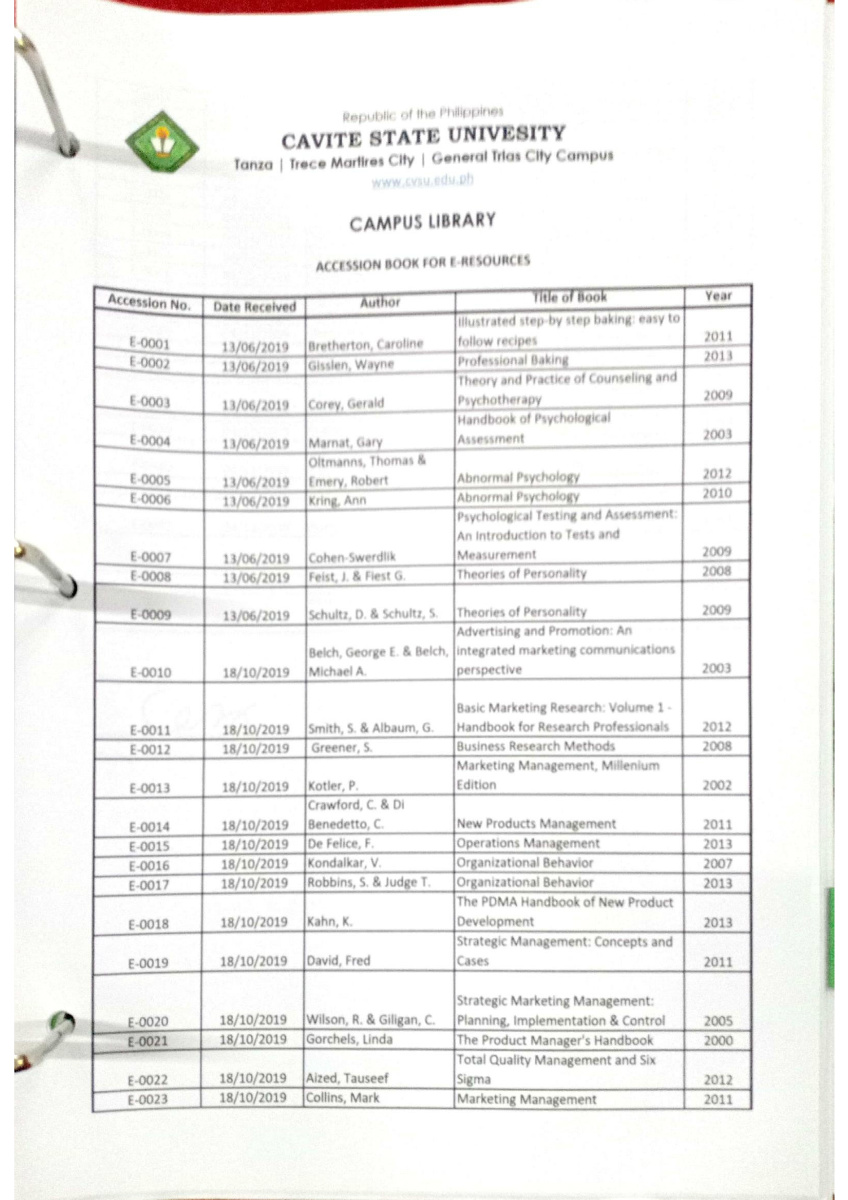 Republic of the Philippines
CAVITE STATE UNIVESITY
Tanza | Trece Martires City | General Trias City Campus
www.cvsu.edu.ph
CAMPUS LIBRARY
ACCESSION BOOK FOR E-RESOURCES
Accession No. Date Received Author Title of Book Year
Illustrated step-by step baking: easy to
E-0001 13/06/2019 Bretherton, Caroline follow recipes 2011
E-0002 13/06/2019 Gisslen, Wayne Professional Baking 2013
Theory and Practice of Counseling and
E-0003 13/06/2019 Corey, Gerald Psychotherapy 2009
Handbook of Psychological
E-0004 13/06/2019 Marnat, Gary Assessment 2003
Oltmanns, Thomas &
E-0005 13/06/2019 Emery, Robert Abnormal Psychology 2012
E-0006 13/06/2019 Kring, Ann Abnormal Psychology 2010
Psychological Testing and Assessment:
An Introduction to Tests and
E-0007 13/06/2019 Cohen-Swerdlik Measurement 2009
E-0008 13/06/2019 Feist, J. & Fiest G. Theories of Personality 2008
E-0009 13/06/2019 Schultz, D. & Schultz, S. Theories of Personality 2009
Advertising and Promotion: An
Belch, George E. & Belch, integrated marketing communications
E-0010 18/10/2019 Michael A. perspective 2003
Basic Marketing Research: Volume 1 -
E-0011 18/10/2019 Smith, S. & Albaum, G. Handbook for Research Professionals 2012
E-0012 18/10/2019 Greener, S. Business Research Methods 2008
Marketing Management, Millenium
E-0013 18/10/2019 Kotler, P. Edition 2002
Crawford, C. & Di
E-0014 18/10/2019 Benedetto, C. New Products Management 2011
E-0015 18/10/2019 De Felice, F. Operations Management 2013
E-0016 18/10/2019 Kondalkar, V. Organizational Behavior 2007
E-0017 18/10/2019 Robbins, S. & Judge T. Organizational Behavior 2013
The PDMA Handbook of New Product
E-0018 18/10/2019 Kahn, K. Development 2013
Strategic Management: Concepts and
E-0019 18/10/2019 David, Fred Cases 2011
Strategic Marketing Management:
E-0020 18/10/2019 Wilson, R. & Giligan, C. Planning, Implementation & Control 2005
E-0021 18/10/2019 Gorchels, Linda The Product Manager's Handbook 2000
Total Quality Management and Six
E-0022 18/10/2019 Aized, Tauseef Sigma 2012
E-0023 18/10/2019 Collins, Mark Marketing Management 2011